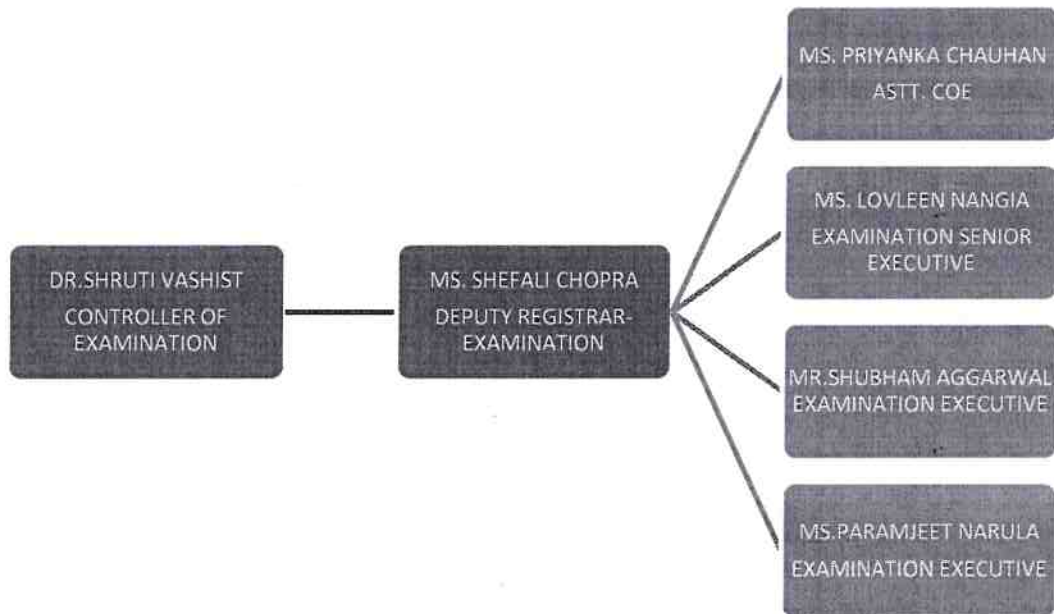 DR.SHRUTI VASHIST
CONTROLLER OF
EXAMINATION
MS. SHEFALI CHOPRA
DEPUTY REGISTRAR-
EXAMINATION
MS. PRIYANKA CHAUHAN
ASTT. COE
MS. LOVLEEN NANGIA
EXAMINATION SENIOR
EXECUTIVE
MR.SHUBHAM AGGARWAL
EXAMINATION EXECUTIVE
MS.PARAMJEET NARULA
EXAMINATION EXECUTIVE